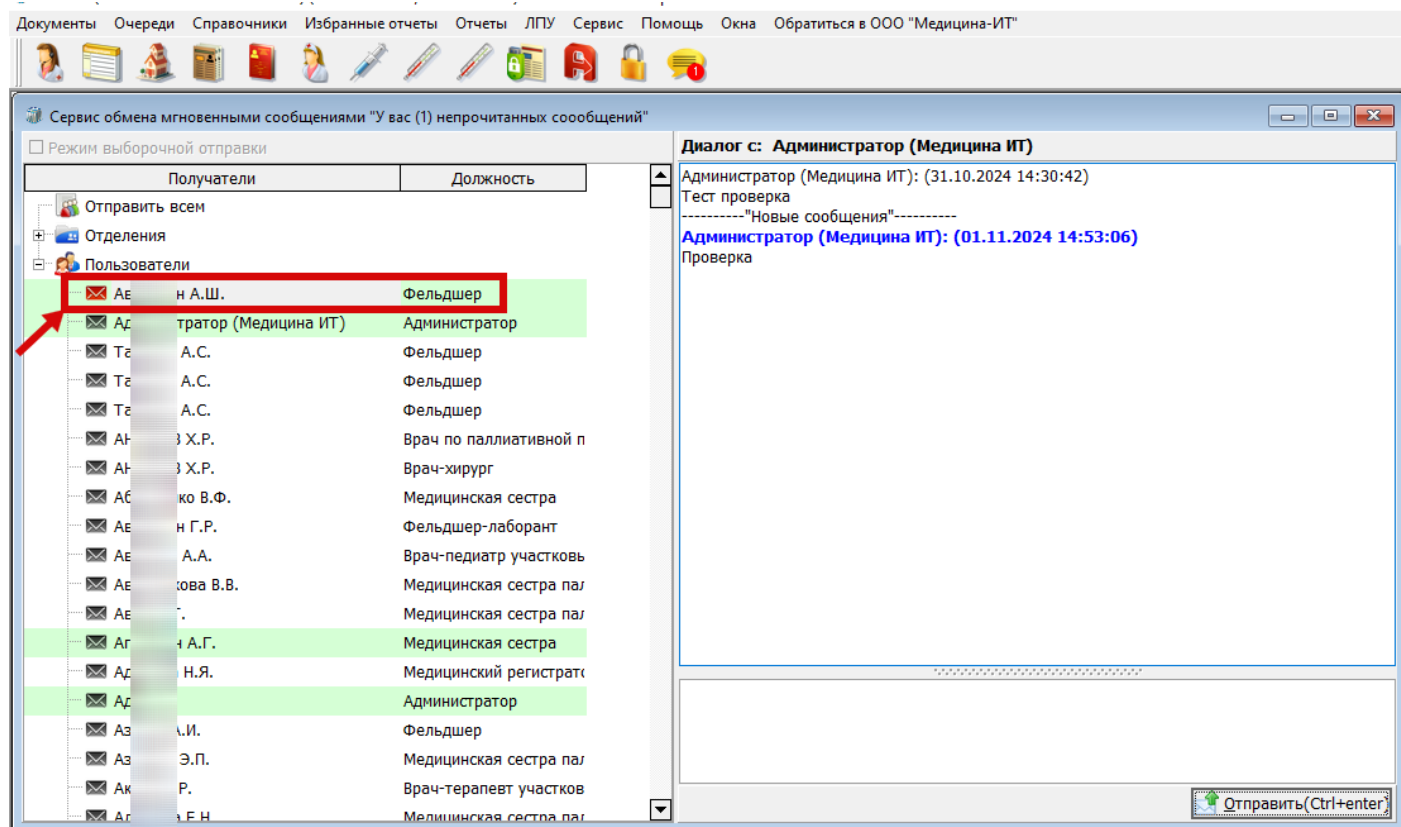 Документы Очереди Справочники Избранные отчеты Отчеты ЛПУ Сервис Помощь Окна Обратиться в ООО "Медицина-ИТ"
1
Сервис обмена мгновенными сообщениями "У вас (1) непрочитанных соообщений"
Режим выборочной отправки
Получатели Должность
Отправить всем
Отделения
Пользователи
А.Ш. Фельдшер
(Медицина ИТ) Администратор
А.С. Фельдшер
А.С. Фельдшер
А.С. Фельдшер
Х.Р. Врач по паллиативной п
Х.Р. Врач-хирург
В.Ф. Медицинская сестра
Г.Р. Фельдшер-лаборант
А.А. Врач-педиатр участковь
В.В. Медицинская сестра пал
Медицинская сестра пал
А.Г. Медицинская сестра
Н.Я. Медицинский регистрато
Администратор
Фельдшер
Э.П. Медицинская сестра пал
Врач-терапевт участков
Медицинская сестра пал
Диалог с: Администратор (Медицина ИТ)
Администратор (Медицина ИТ): (31.10.2024 14:30:42)
Тест проверка
----------"Новые сообщения"----------
Администратор (Медицина ИТ): (01.11.2024 14:53:06)
Проверка
Отправить(Ctrl+enter)